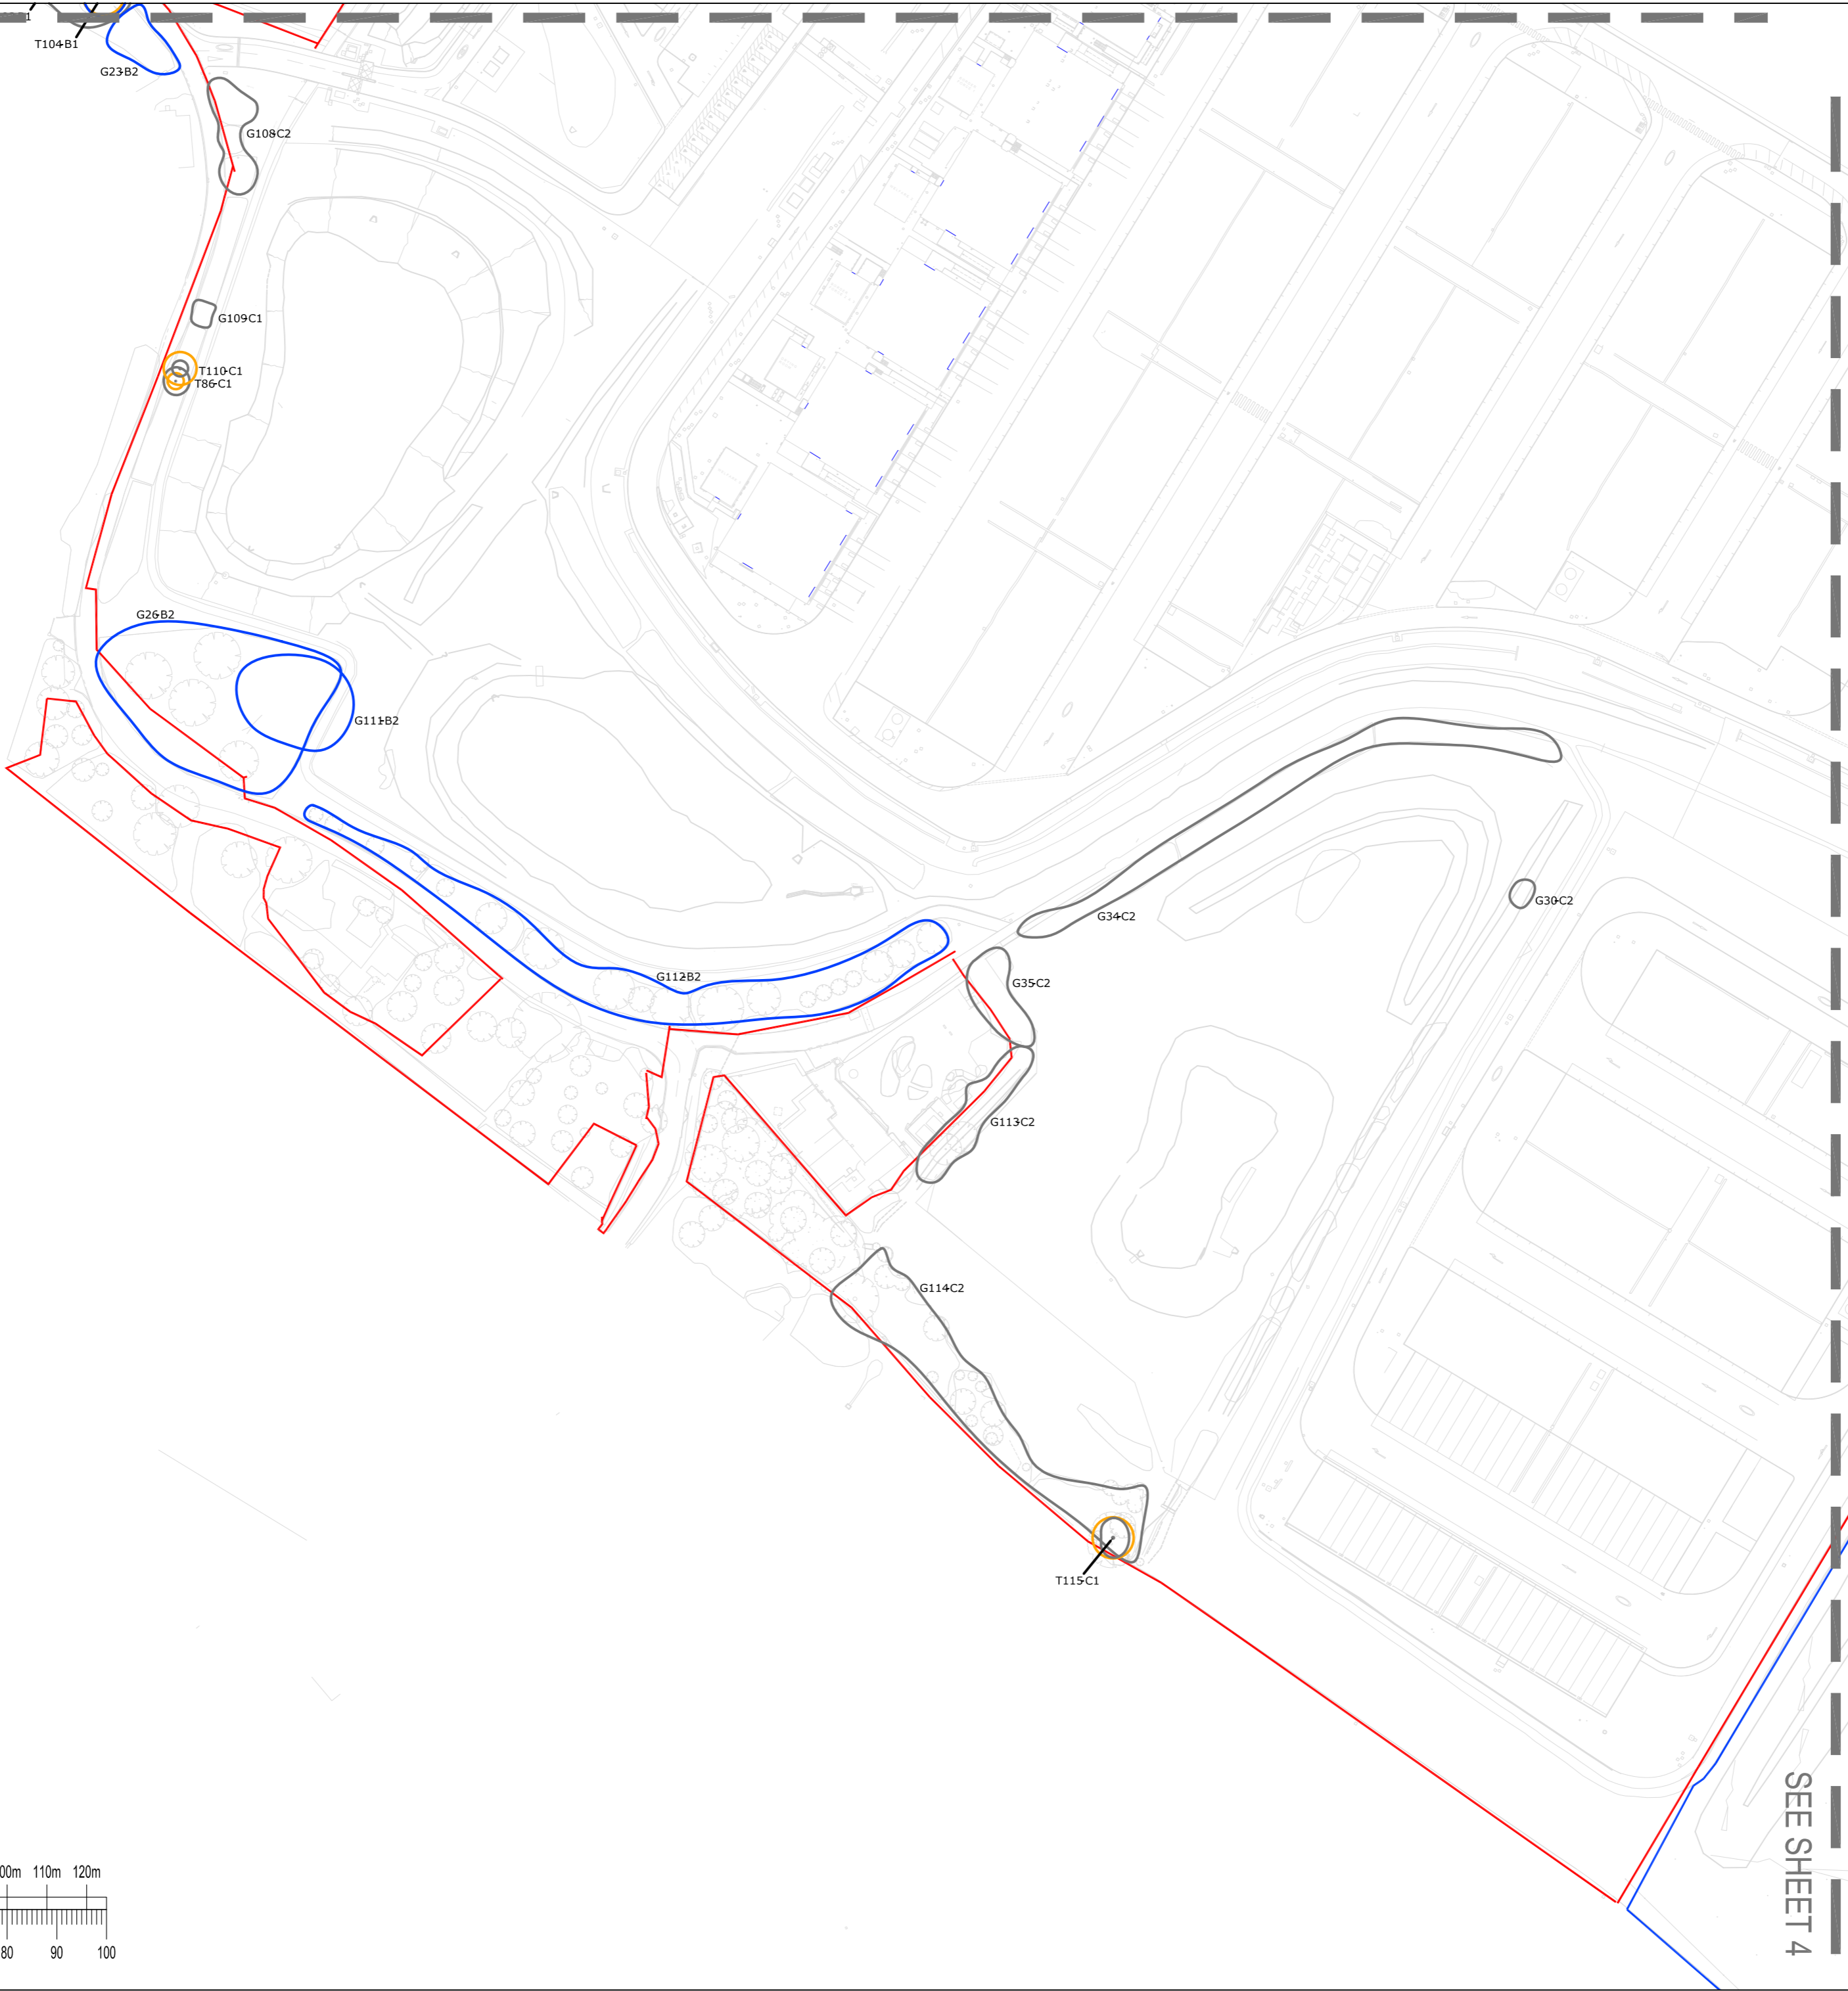 T104-B1
G23-B2
G108-C2
G109-C1
T110-C1
T86-C1
G26-B2
G111-B2
G112-B2
G34-C2
G30-C2
G35-C2
G113-C2
G114-C2
T115-C1
SEE SHEET 4
110m 120m
80 90 100